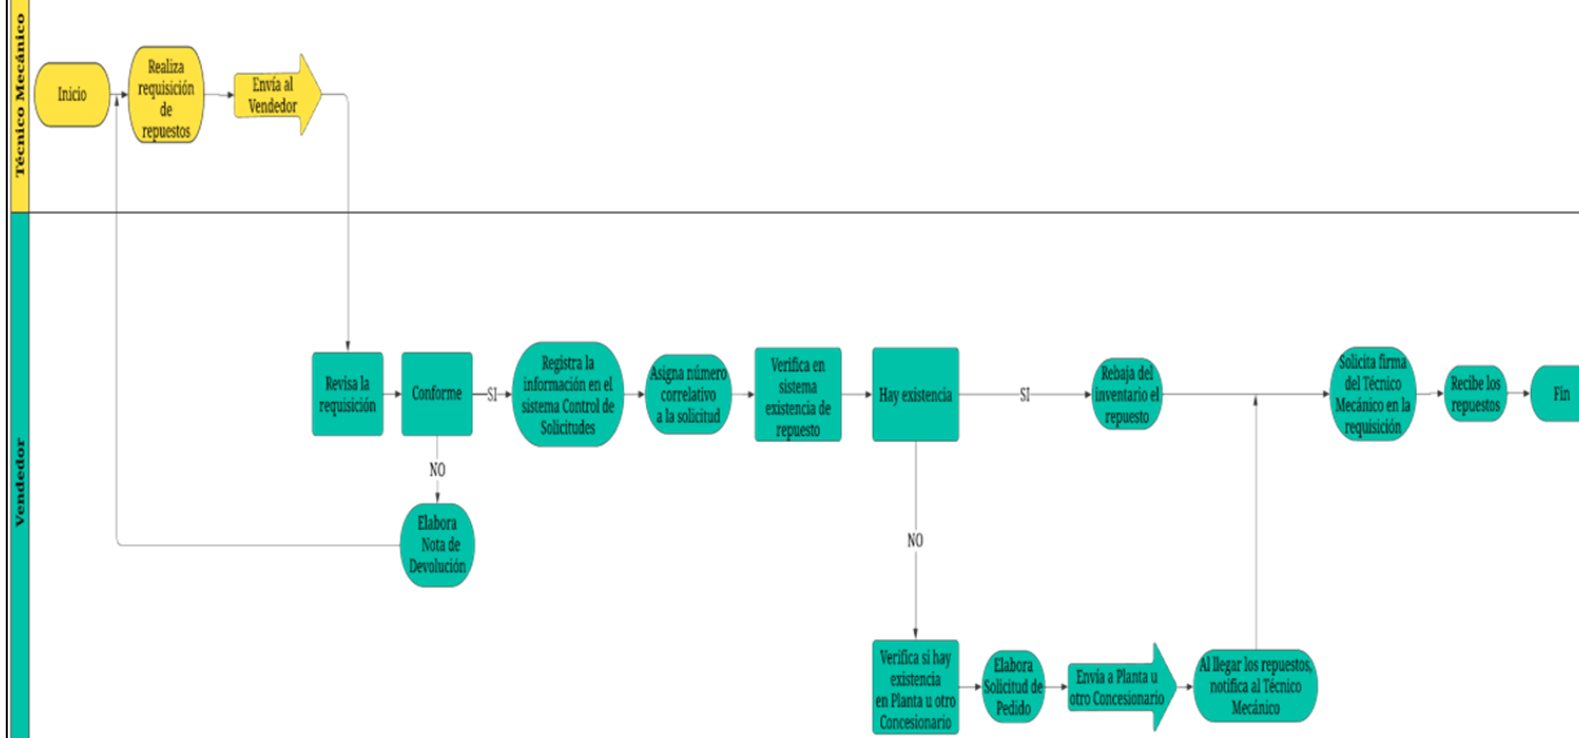 Técnico Mecánico
Inicio
Realiza
requisición
de
repuestos
Envía al
Vendedor
Vendedor
Revisa la
requisición
Conforme
SI
Registra la
información en el
sistema Control de
Solicitudes
Asigna número
correlativo
a la solicitud
Verifica en
sistema
existencia de
repuesto
Hay existencia
SI
Rebaja del
inventario el
repuesto
Solicita firma
del Técnico
Mecánico en la
requisición
Recibe los
repuestos
Fin
NO
Elabora
Nota de
Devolución
NO
Verifica si hay
existencia
en Planta u otro
Concesionario
Elabora
Solicitud de
Pedido
Envía a Planta u
otro Concesionario
Al llegar los repuestos,
notifica al Técnico
Mecánico